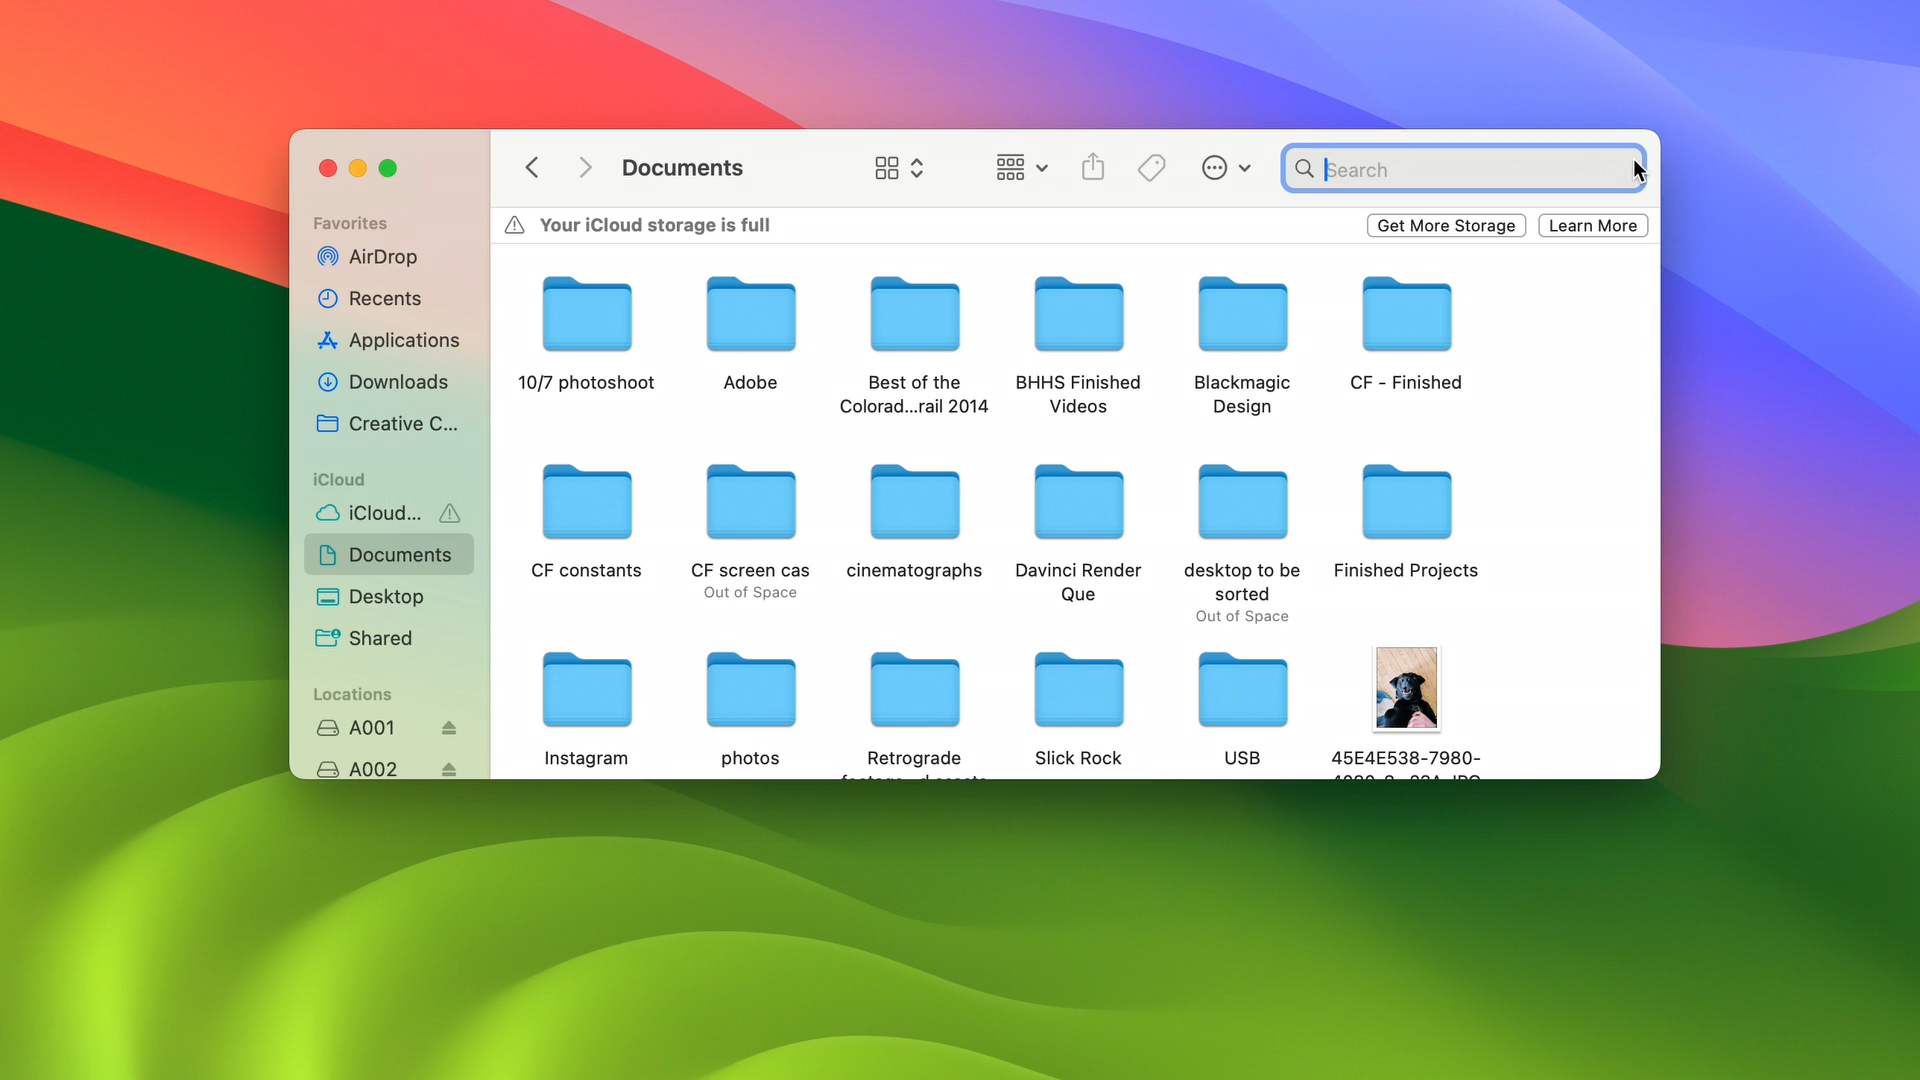 Documents
Search
Your iCloud storage is full
Get More Storage
Learn More
Favorites
AirDrop
Recents
Applications
Downloads
Creative C...
iCloud
iCloud...
Documents
Desktop
Shared
Locations
A001
A002
10/7 photoshoot
Adobe
Best of the
Colorad...rail 2014
BHHS Finished
Videos
Blackmagic
Design
CF - Finished
CF constants
CF screen cas
Out of Space
cinematographs
Davinci Render
Que
desktop to be
sorted
Out of Space
Finished Projects
Instagram
photos
Retrograde
Slick Rock
USB
45E4E538-7980-